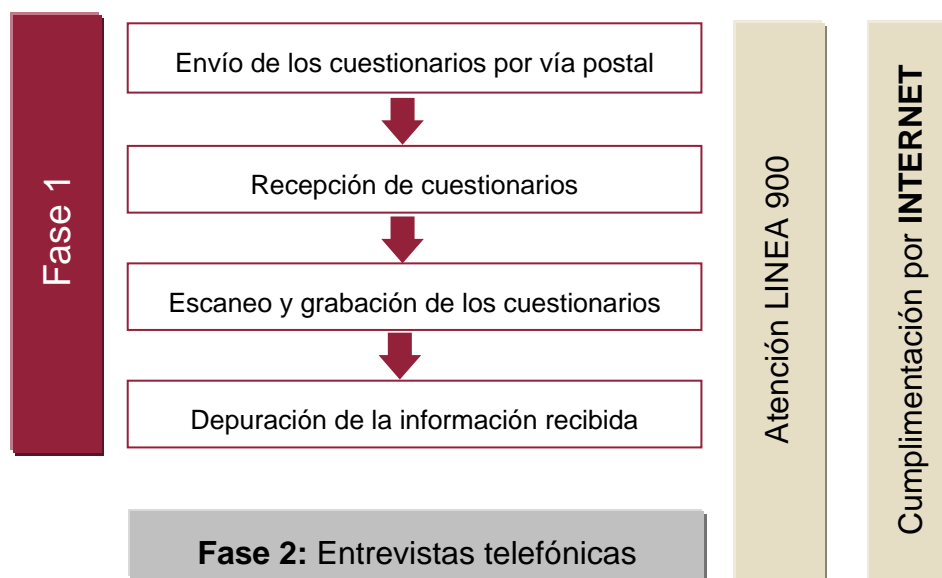 Fase 1
Envío de los cuestionarios por vía postal
Recepción de cuestionarios
Escaneo y grabación de los cuestionarios
Depuración de la información recibida
Fase 2: Entrevistas telefónicas
Atención LINEA 900
Cumplimentación por INTERNET